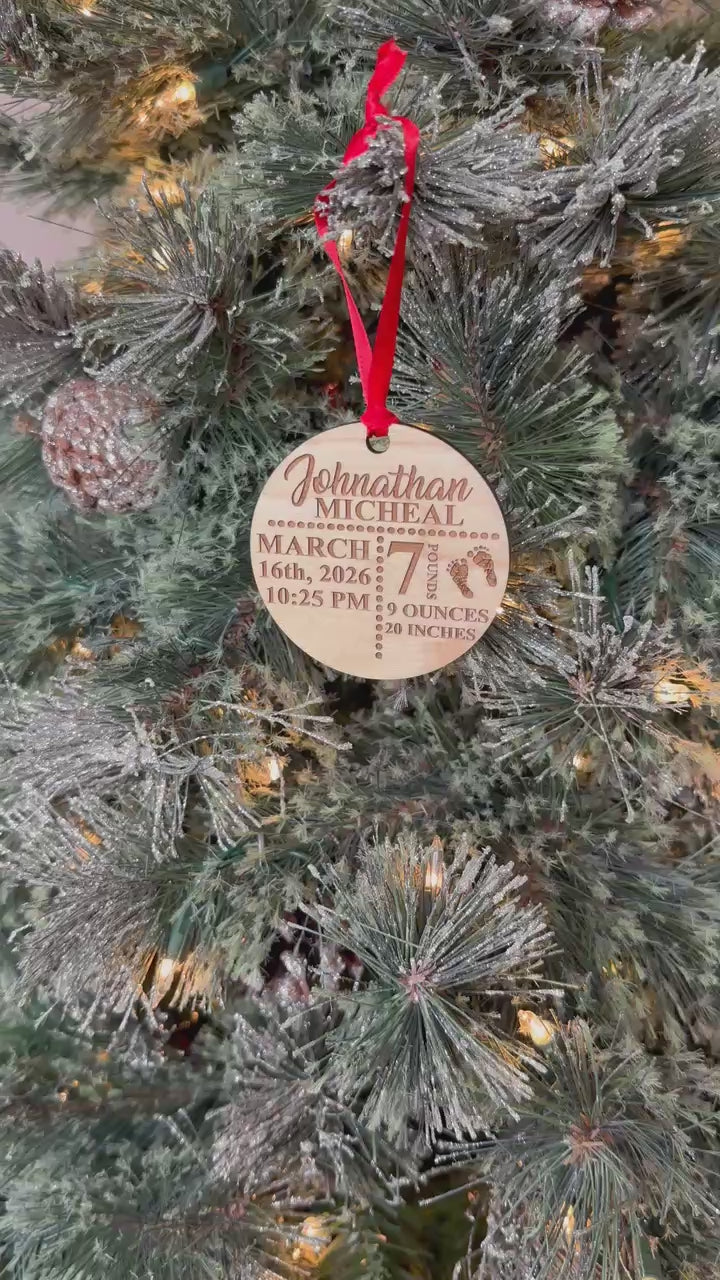 Johnathan
MICHEAL
MARCH
16th, 2026
10:25 PM
7 POUNDS
9 OUNCES
20 INCHES